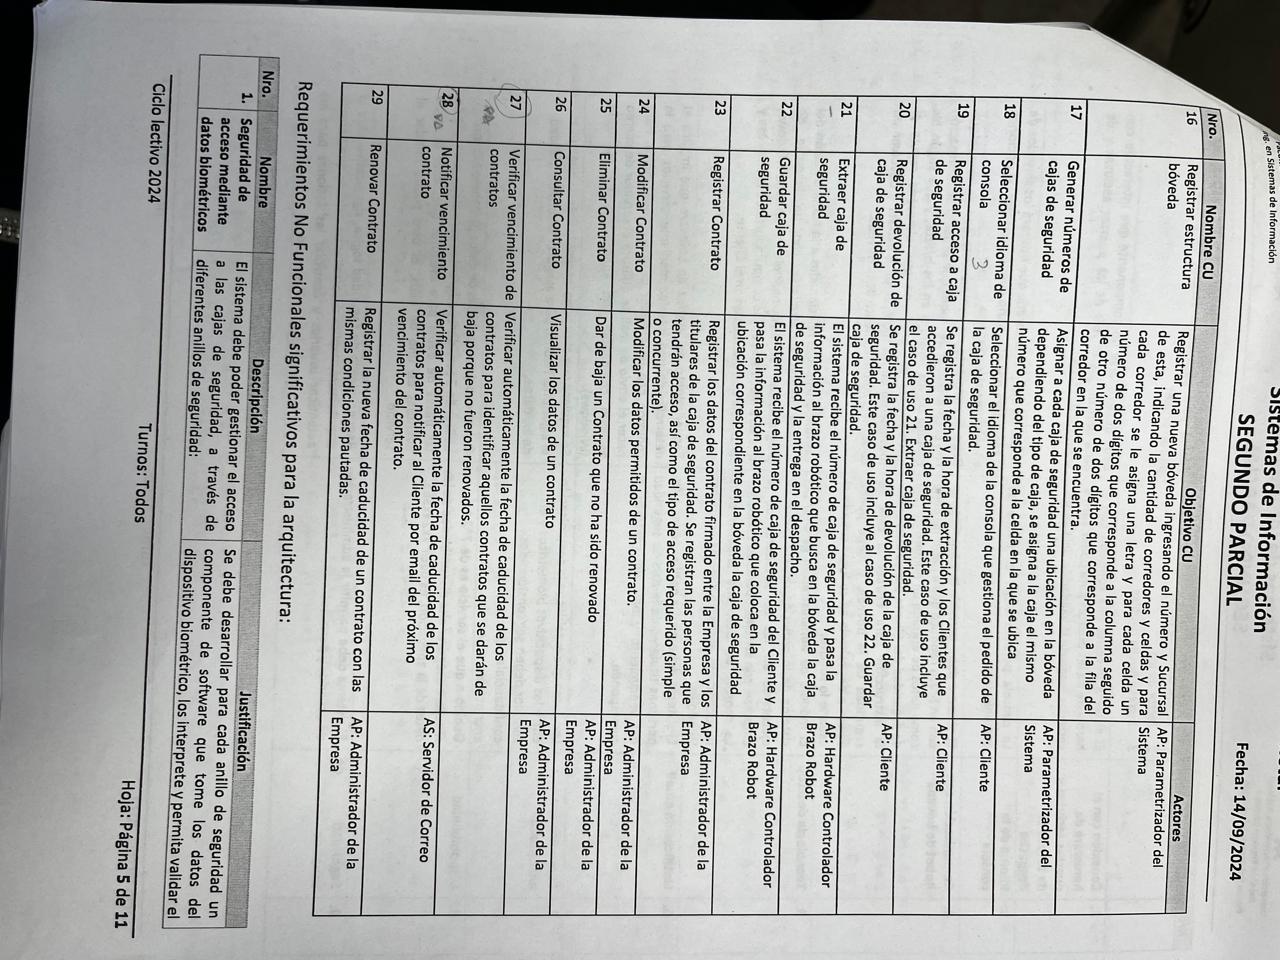 Ing. en Sistemas de Información
Sistemas de Información
SEGUNDO PARCIAL
Fecha: 14/09/2024
Nro. Nombre CU Objetivo CU Actores
16 Registrar estructura
bóveda
Registrar una nueva bóveda ingresando el número y Sucursal
de esta, indicando la cantidad de corredores y celdas y para
cada corredor se le asigna una letra y para cada celda un
número de dos dígitos que corresponde a la columna seguido
de otro número de dos dígitos que corresponde a la fila del
corredor en la que se encuentra.
AP: Parametrizador del
Sistema
17 Generar números de
cajas de seguridad
Asignar a cada caja de seguridad una ubicación en la bóveda
dependiendo del tipo de caja, se asigna a la caja el mismo
número que corresponde a la celda en la que se ubica
AP: Parametrizador del
Sistema
18 Seleccionar idioma de
consola 3
Seleccionar el idioma de la consola que gestiona el pedido de
la caja de seguridad.
AP: Cliente
19 Registrar acceso a caja
de seguridad
Se registra la fecha y la hora de extracción y los Clientes que
accedieron a una caja de seguridad. Este caso de uso incluye
el caso de uso 21. Extraer caja de seguridad.
AP: Cliente
20 Registrar devolución de
caja de seguridad
Se registra la fecha y la hora de devolución de la caja de
seguridad. Este caso de uso incluye al caso de uso 22. Guardar
caja de seguridad.
AP: Cliente
21 Extraer caja de
seguridad
El sistema recibe el número de caja de seguridad y pasa la
información al brazo robótico que busca en la bóveda la caja
de seguridad y la entrega en el despacho.
AP: Hardware Controlador
Brazo Robot
22 Guardar caja de
seguridad
El sistema recibe el número de caja de seguridad del Cliente y
pasa la información al brazo robótico que coloca en la
ubicación correspondiente en la bóveda la caja de seguridad
AP: Hardware Controlador
Brazo Robot
23 Registrar Contrato
Registrar los datos del contrato firmado entre la Empresa y los
titulares de la caja de seguridad. Se registran las personas que
tendrán acceso, así como el tipo de acceso requerido (simple
o concurrente).
AP: Administrador de la
Empresa
24 Modificar Contrato
Modificar los datos permitidos de un contrato.
AP: Administrador de la
Empresa
25 Eliminar Contrato
Dar de baja un Contrato que no ha sido renovado
AP: Administrador de la
Empresa
26 Consultar Contrato
Visualizar los datos de un contrato
AP: Administrador de la
Empresa
27 Verificar vencimiento de
contratos
Verificar automáticamente la fecha de caducidad de los
contratos para identificar aquellos contratos que se darán de
baja porque no fueron renovados.
28 Notificar vencimiento
contrato
Verificar automáticamente la fecha de caducidad de los
contratos para notificar al Cliente por email del próximo
vencimiento del contrato.
AS: Servidor de Correo
29 Renovar Contrato
Registrar la nueva fecha de caducidad de un contrato con las
mismas condiciones pautadas.
AP: Administrador de la
Empresa
Requerimientos No Funcionales significativos para la arquitectura:
Nro. Nombre Descripción Justificación
1. Seguridad de
acceso mediante
datos biométricos
El sistema debe poder gestionar el acceso
a las cajas de seguridad, a través de
diferentes anillos de seguridad:
Se debe desarrollar para cada anillo de seguridad un
componente de software que tome los datos del
dispositivo biométrico, los interprete y permita validar el
Ciclo lectivo 2024 Turnos: Todos Hoja: Página 5 de 11